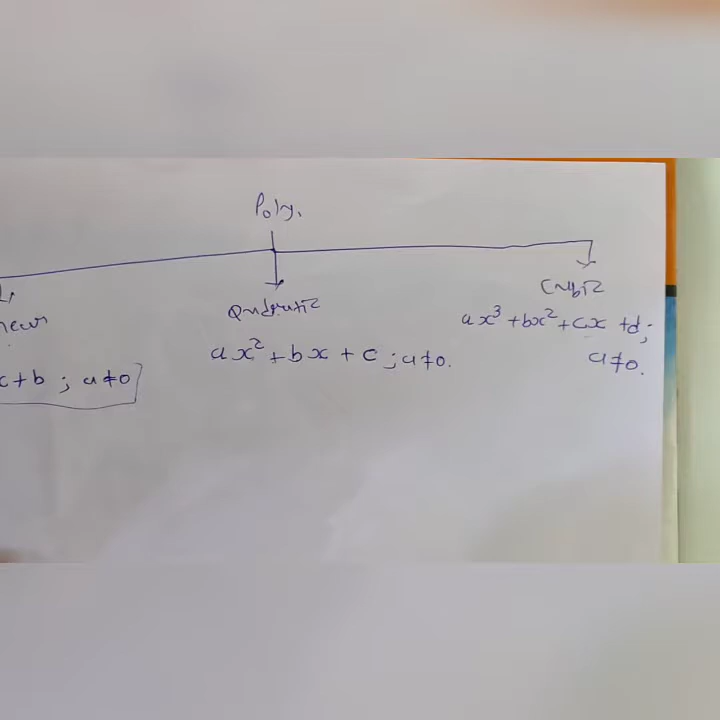 Poly.
Quadratic
Cubic
near
ax³ + bx² + cx + d;
a≠0.
ax² + bx + c ; a≠0.
x + b ; a≠0